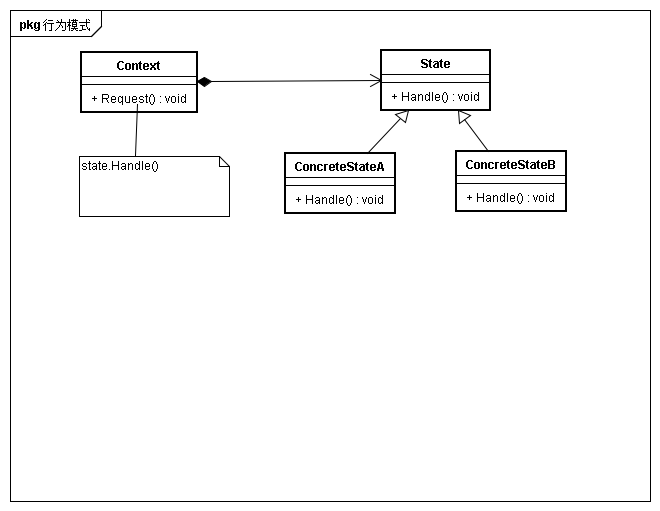 pkg 行为模式
Context
+ Request() : void
State
+ Handle() : void
state.Handle()
ConcreteStateA
+ Handle() : void
ConcreteStateB
+ Handle() : void